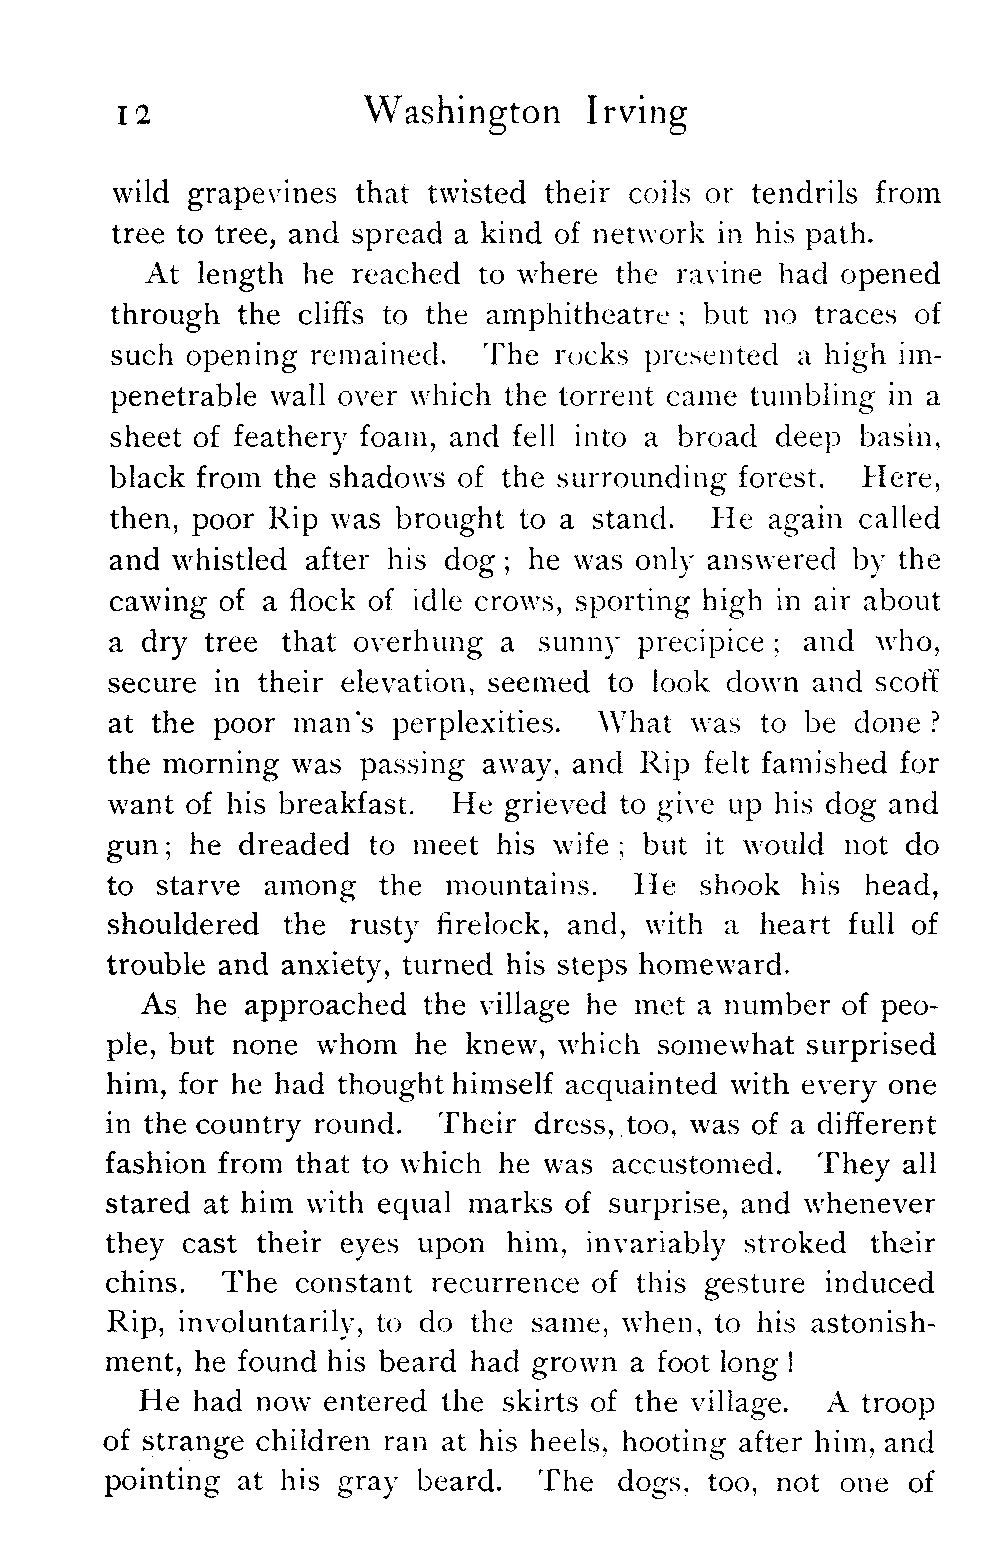 12 Washington Irving
wild grapevines that twisted their coils or tendrils from
tree to tree, and spread a kind of network in his path.
At length he reached to where the ravine had opened
through the cliffs to the amphitheatre; but no traces of
such opening remained. The rocks presented a high im-
penetrable wall over which the torrent came tumbling in a
sheet of feathery foam, and fell into a broad deep basin,
black from the shadows of the surrounding forest. Here,
then, poor Rip was brought to a stand. He again called
and whistled after his dog; he was only answered by the
cawing of a flock of idle crows, sporting high in air about
a dry tree that overhung a sunny precipice; and who,
secure in their elevation, seemed to look down and scoff
at the poor man's perplexities. What was to be done?
the morning was passing away, and Rip felt famished for
want of his breakfast. He grieved to give up his dog and
gun; he dreaded to meet his wife; but it would not do
to starve among the mountains. He shook his head,
shouldered the rusty firelock, and, with a heart full of
trouble and anxiety, turned his steps homeward.
As he approached the village he met a number of peo-
ple, but none whom he knew, which somewhat surprised
him, for he had thought himself acquainted with every one
in the country round. Their dress, too, was of a different
fashion from that to which he was accustomed. They all
stared at him with equal marks of surprise, and whenever
they cast their eyes upon him, invariably stroked their
chins. The constant recurrence of this gesture induced
Rip, involuntarily, to do the same, when, to his astonish-
ment, he found his beard had grown a foot long!
He had now entered the skirts of the village. A troop
of strange children ran at his heels, hooting after him, and
pointing at his gray beard. The dogs, too, not one of